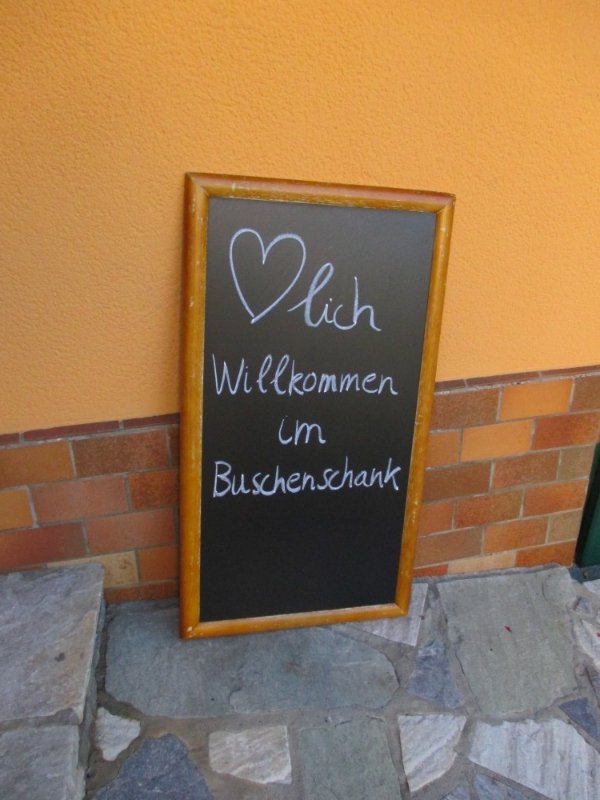 ♡lich
Willkommen
im
Buschenschank